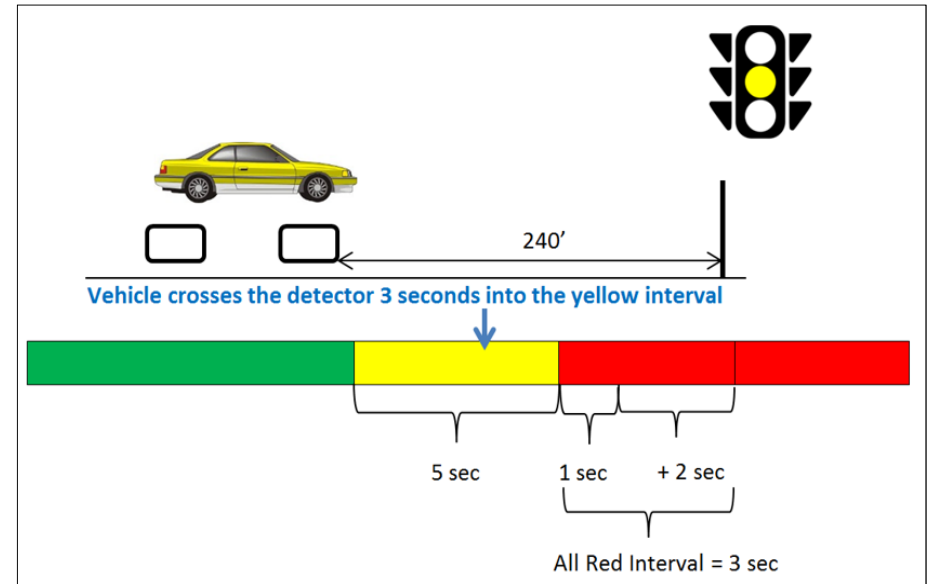 240’
Vehicle crosses the detector 3 seconds into the yellow interval
5 sec
1 sec
+ 2 sec
All Red Interval = 3 sec